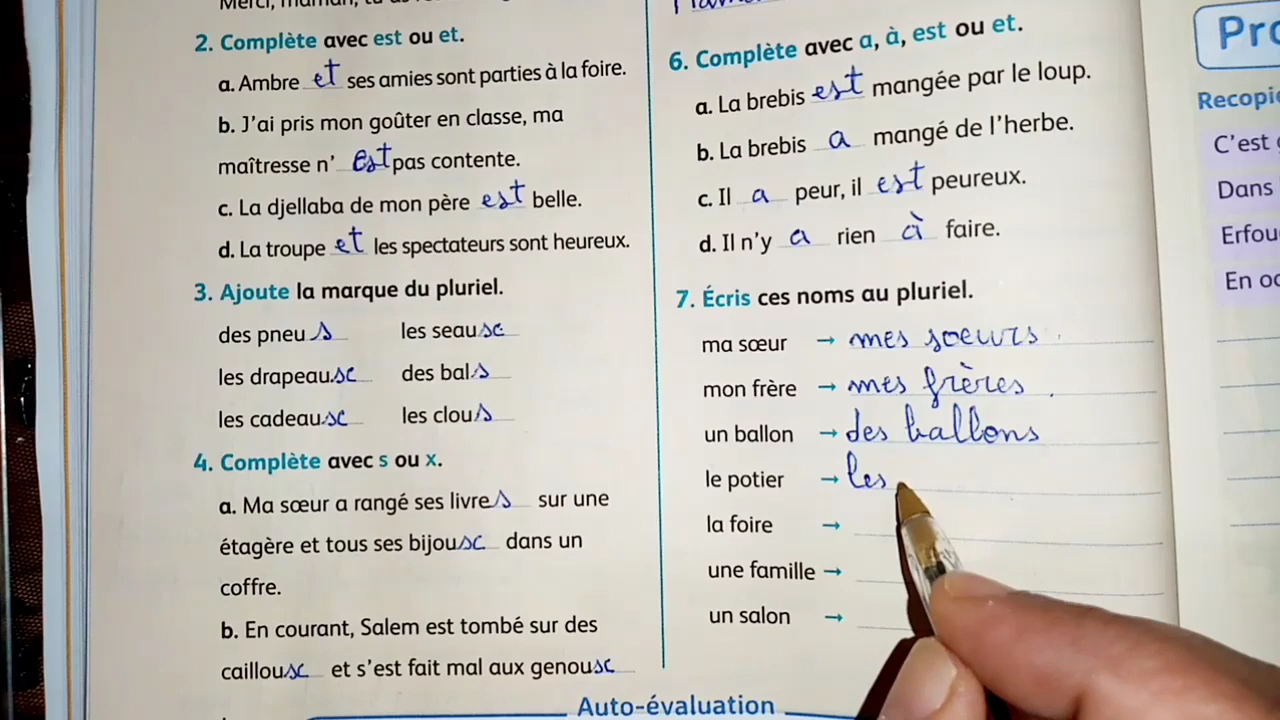 Merci, maman, tu as
2. Complète avec est ou et.
a. Ambre et ses amies sont parties à la foire.
b. J'ai pris mon goûter en classe, ma
maîtresse n' est pas contente.
c. La djellaba de mon père est belle.
d. La troupe et les spectateurs sont heureux.
3. Ajoute la marque du pluriel.
des pneus les seaux
les drapeaux des bals
les cadeaux les clous
4. Complète avec s ou x.
a. Ma sœur a rangé ses livres sur une
étagère et tous ses bijoux dans un
coffre.
b. En courant, Salem est tombé sur des
cailloux et s'est fait mal aux genoux
6. Complète avec a, à, est ou et.
a. La brebis est mangée par le loup.
b. La brebis a mangé de l'herbe.
c. Il a peur, il est peureux.
d. Il n'y a rien à faire.
7. Écris ces noms au pluriel.
ma sœur → mes soeurs.
mon frère → mes frères.
un ballon → des ballons
le potier → les
la foire →
une famille →
un salon →
Auto-évaluation
Recopie
C'est
Dans
Erfou
En oc